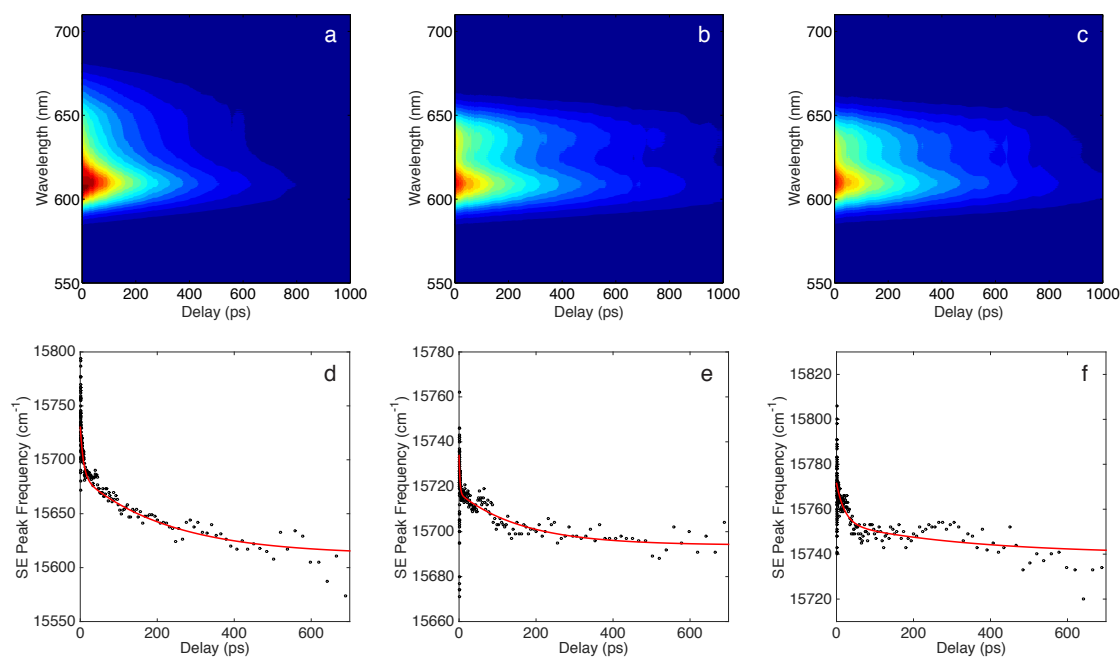 a
700
650
600
550
Wavelength (nm)
0 200 400 600 800 1000
Delay (ps)
b
700
650
600
550
Wavelength (nm)
0 200 400 600 800 1000
Delay (ps)
c
700
650
600
550
Wavelength (nm)
0 200 400 600 800 1000
Delay (ps)
d
15800
15750
15700
15650
15600
15550
SE Peak Frequency (cm⁻¹)
0 200 400 600
Delay (ps)
e
15780
15760
15740
15720
15700
15680
15660
SE Peak Frequency (cm⁻¹)
0 200 400 600
Delay (ps)
f
15820
15800
15780
15760
15740
15720
SE Peak Frequency (cm⁻¹)
0 200 400 600
Delay (ps)